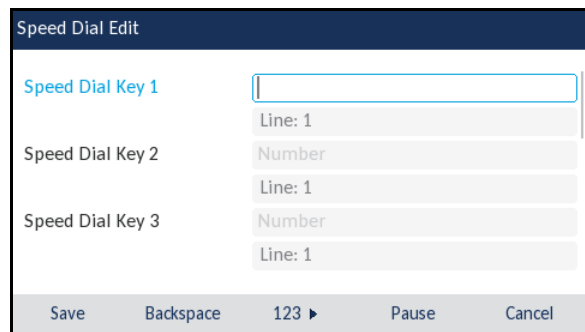 Speed Dial Edit
Speed Dial Key 1
Line: 1
Speed Dial Key 2 Number
Line: 1
Speed Dial Key 3 Number
Line: 1
Save Backspace 123 ▶ Pause Cancel